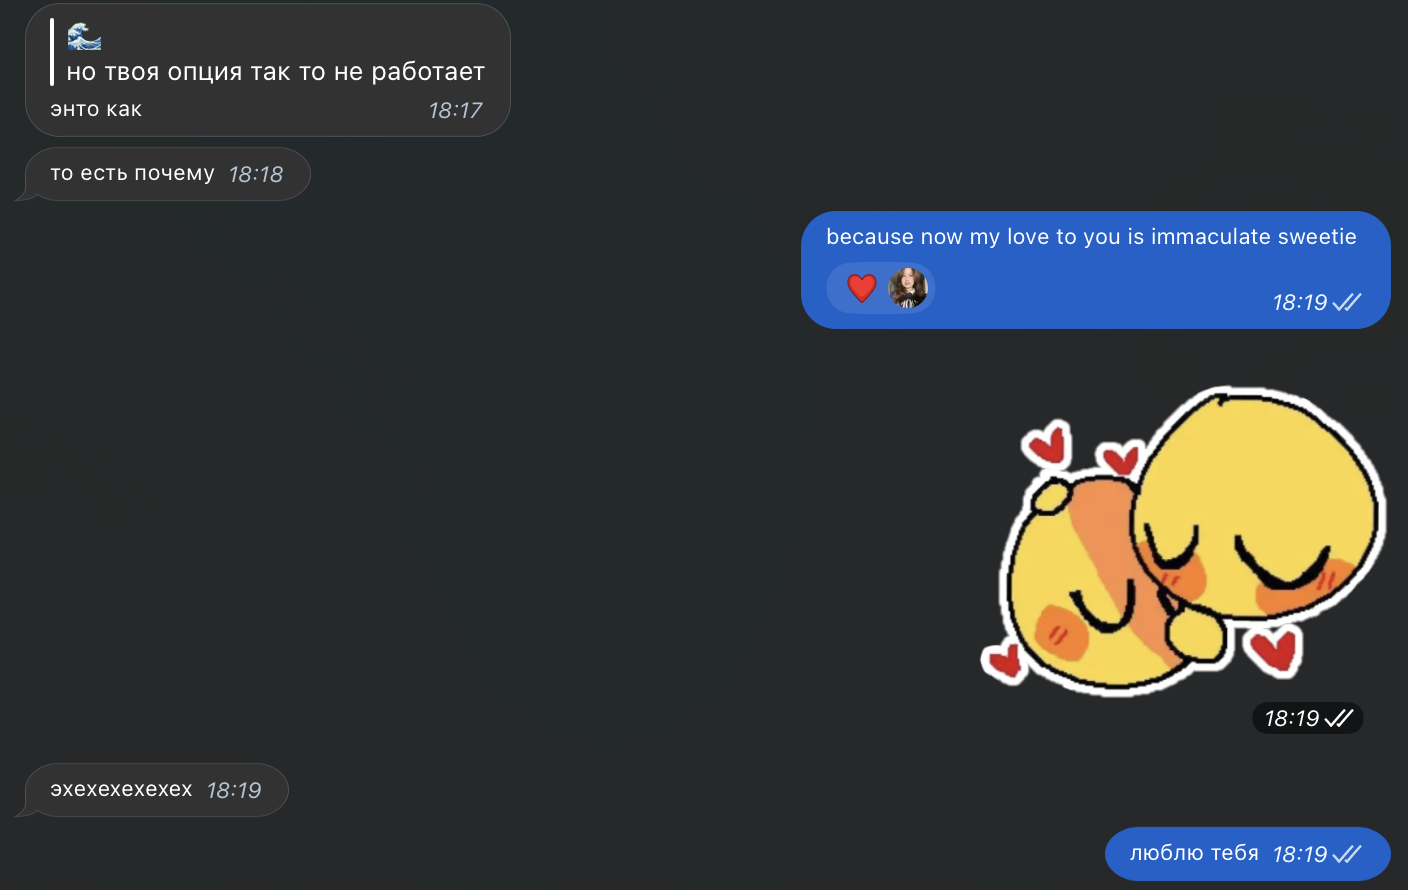 🌊
но твоя опция так то не работает
энто как 18:17
то есть почему 18:18
because now my love to you is immaculate sweetie
❤️
18:19
18:19
эхехехехехех 18:19
люблю тебя 18:19